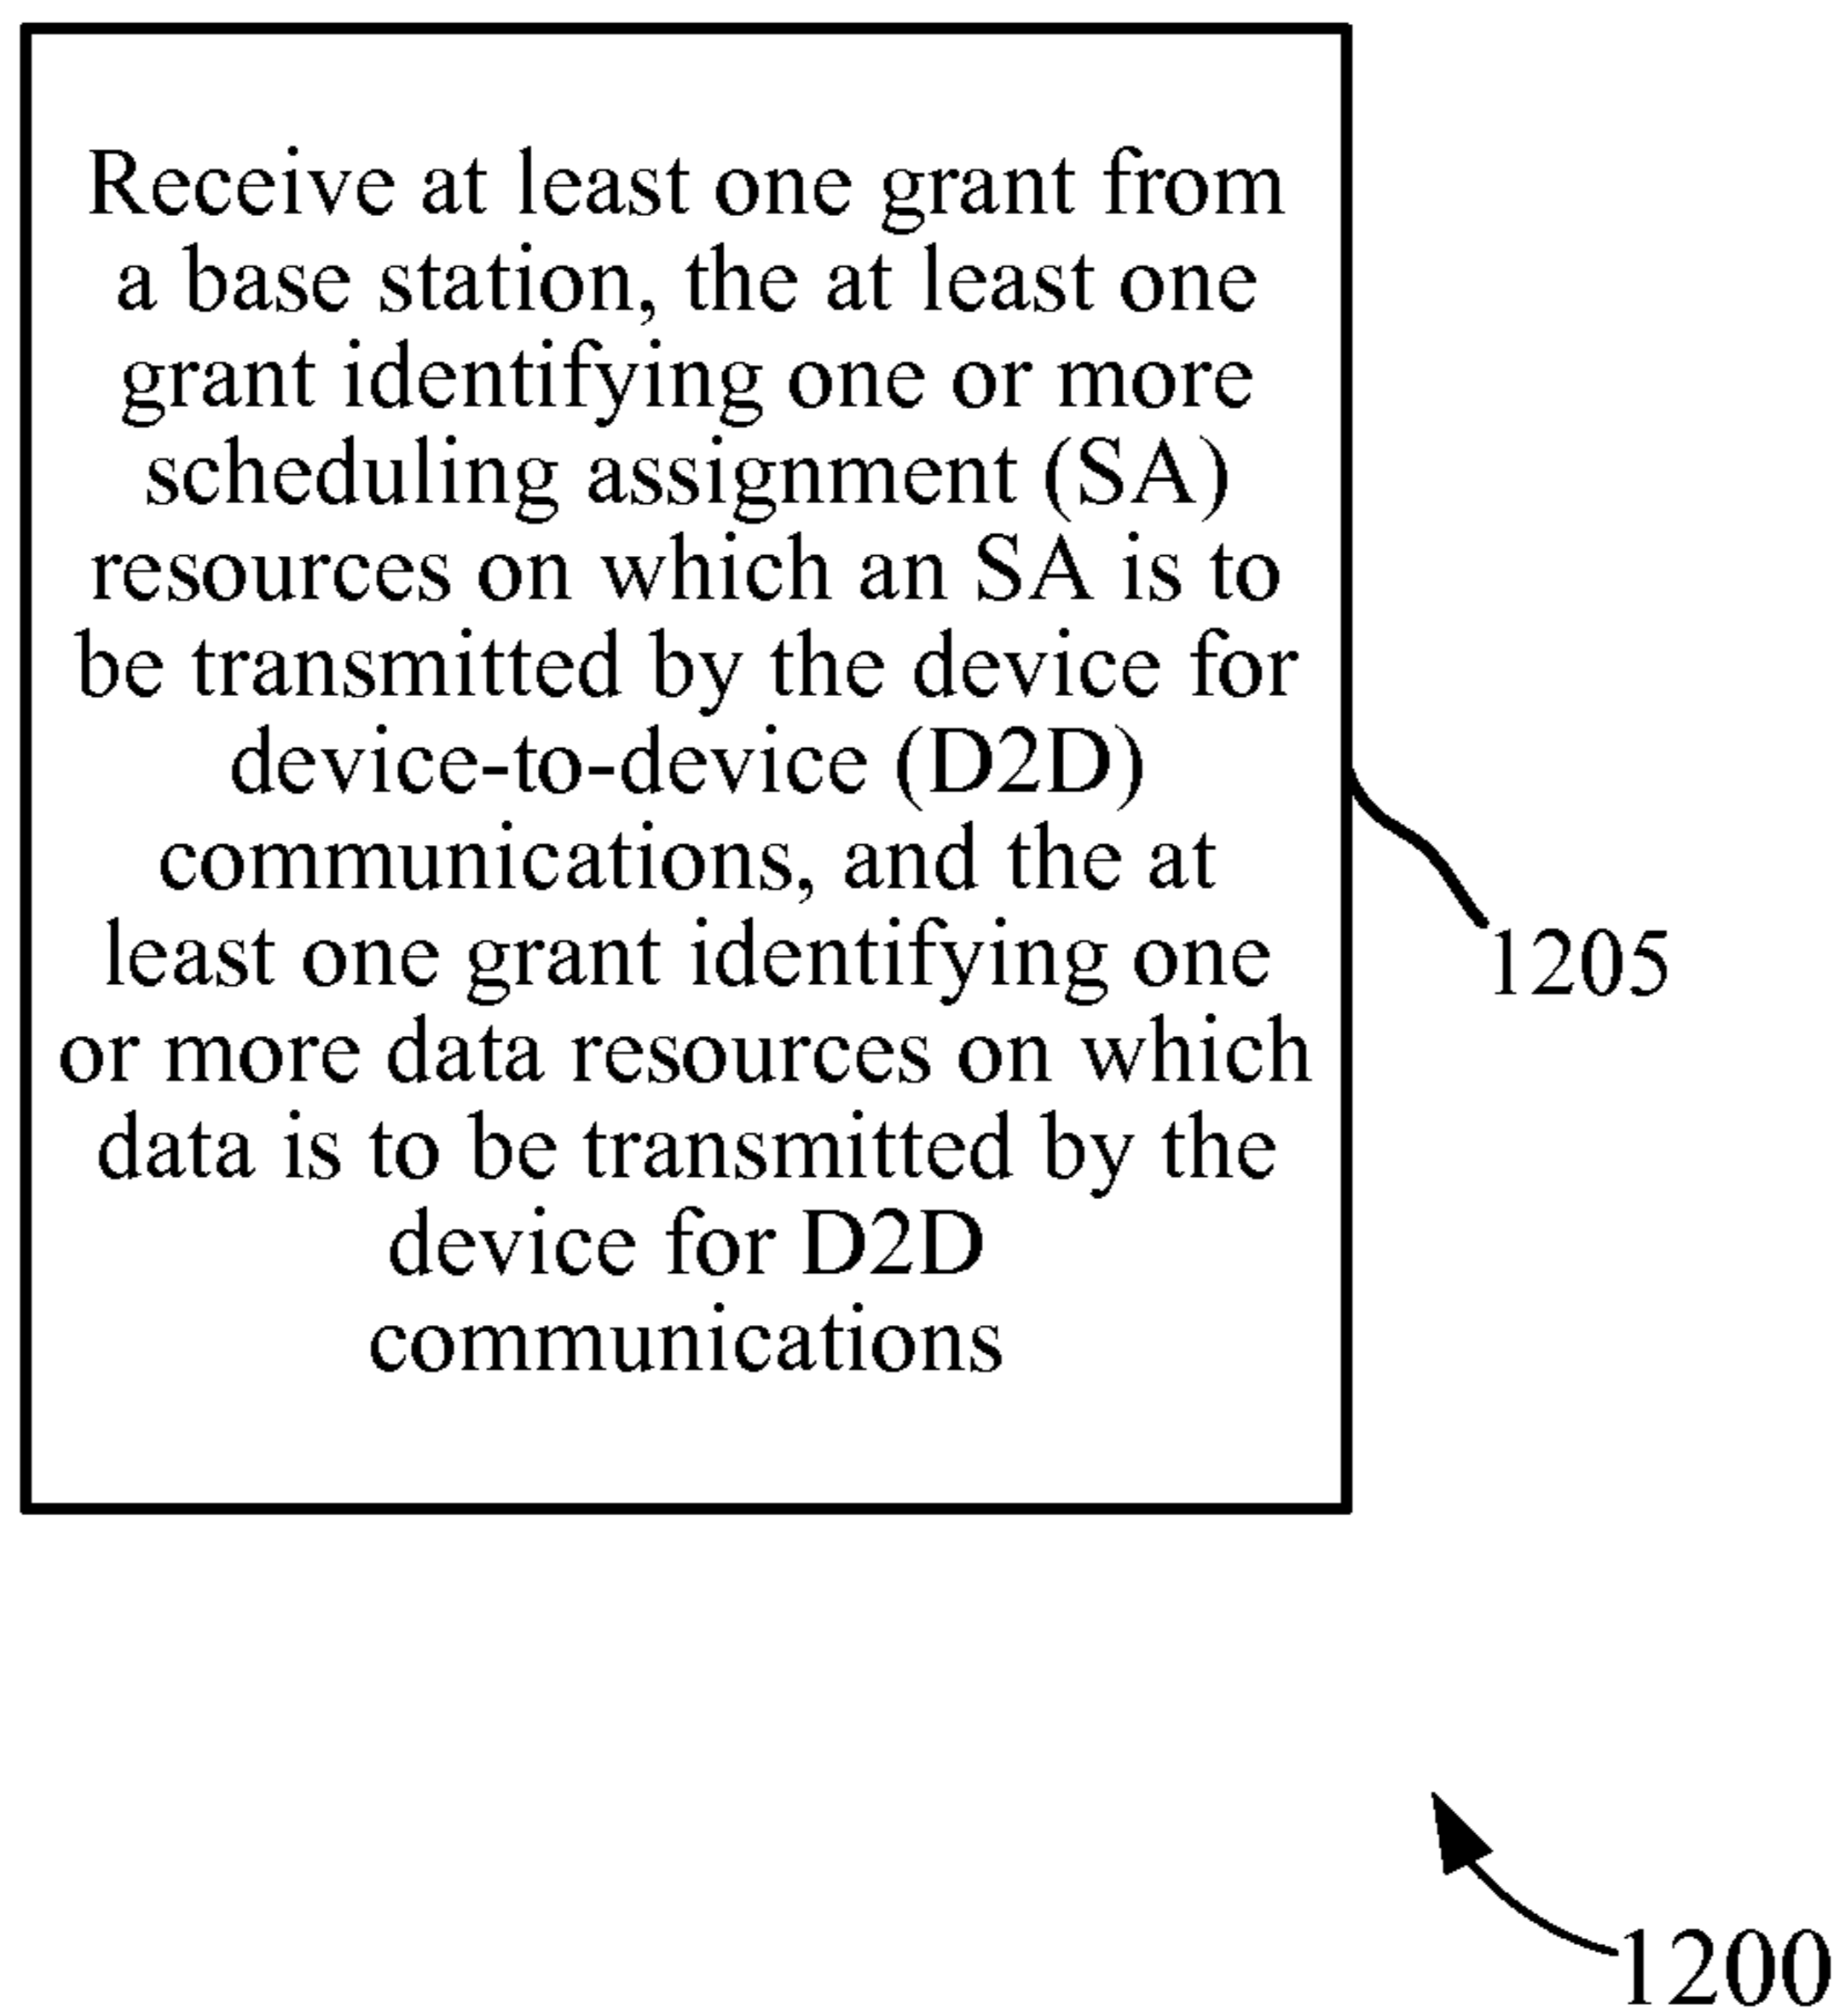 Receive at least one grant from
a base station, the at least one
grant identifying one or more
scheduling assignment (SA)
resources on which an SA is to
be transmitted by the device for
device-to-device (D2D)
communications, and the at
least one grant identifying one
or more data resources on which
data is to be transmitted by the
device for D2D
communications
1205
1200